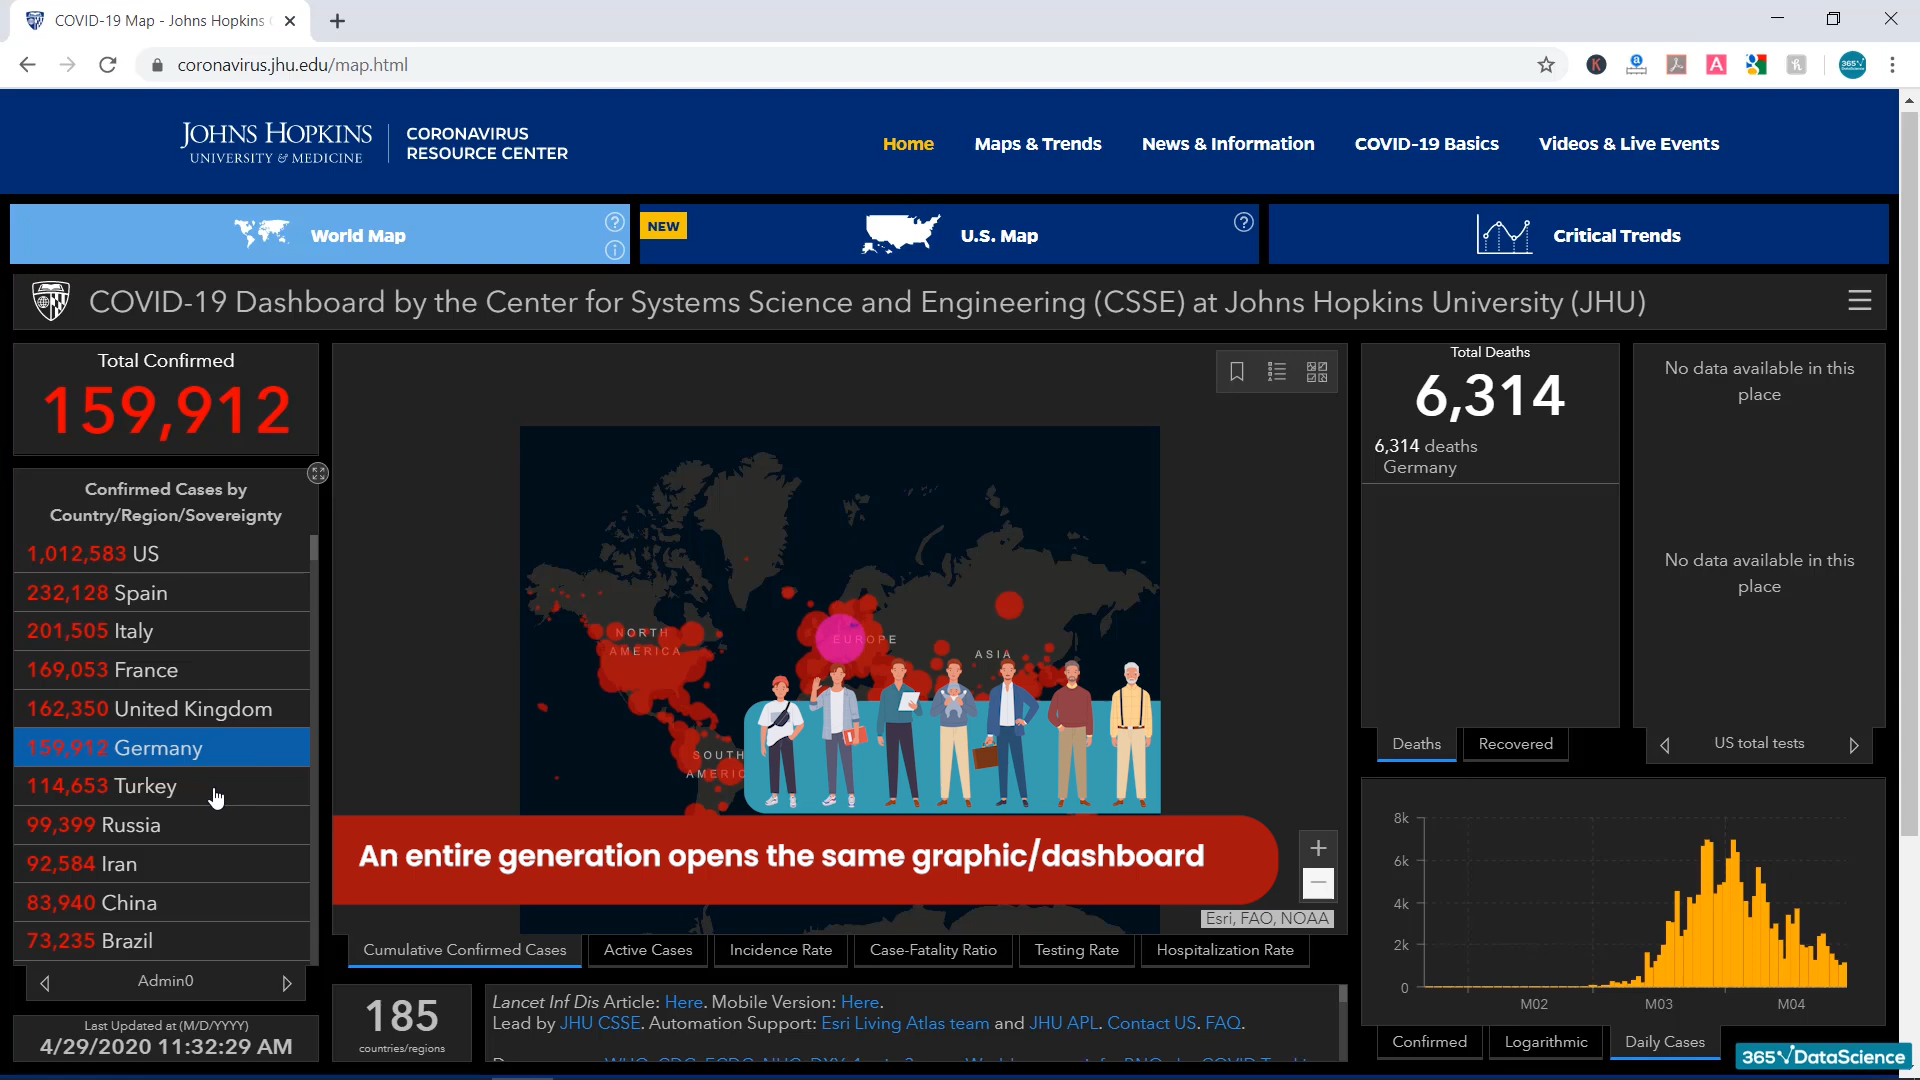 COVID-19 Map - Johns Hopkins
coronavirus.jhu.edu/map.html
JOHNS HOPKINS
UNIVERSITY & MEDICINE
CORONAVIRUS
RESOURCE CENTER
Home
Maps & Trends
News & Information
COVID-19 Basics
Videos & Live Events
World Map
NEW
U.S. Map
Critical Trends
COVID-19 Dashboard by the Center for Systems Science and Engineering (CSSE) at Johns Hopkins University (JHU)
Total Confirmed
159,912
Confirmed Cases by
Country/Region/Sovereignty
1,012,583 US
232,128 Spain
201,505 Italy
169,053 France
162,350 United Kingdom
159,912 Germany
114,653 Turkey
99,399 Russia
92,584 Iran
83,940 China
73,235 Brazil
Admin0
Last Updated at (M/D/YYYY)
4/29/2020 11:32:29 AM
NORTH
AMERICA
EUROPE
ASIA
SOUTH
AMERIC
An entire generation opens the same graphic/dashboard
Esri, FAO, NOAA
Cumulative Confirmed Cases
Active Cases
Incidence Rate
Case-Fatality Ratio
Testing Rate
Hospitalization Rate
185
countries/regions
Lancet Inf Dis Article: Here. Mobile Version: Here.
Lead by JHU CSSE. Automation Support: Esri Living Atlas team and JHU APL. Contact US. FAQ.
Total Deaths
6,314
6,314 deaths
Germany
Deaths
Recovered
No data available in this
place
No data available in this
place
US total tests
8k
6k
4k
2k
0
M02
M03
M04
Confirmed
Logarithmic
Daily Cases
365 DataScience